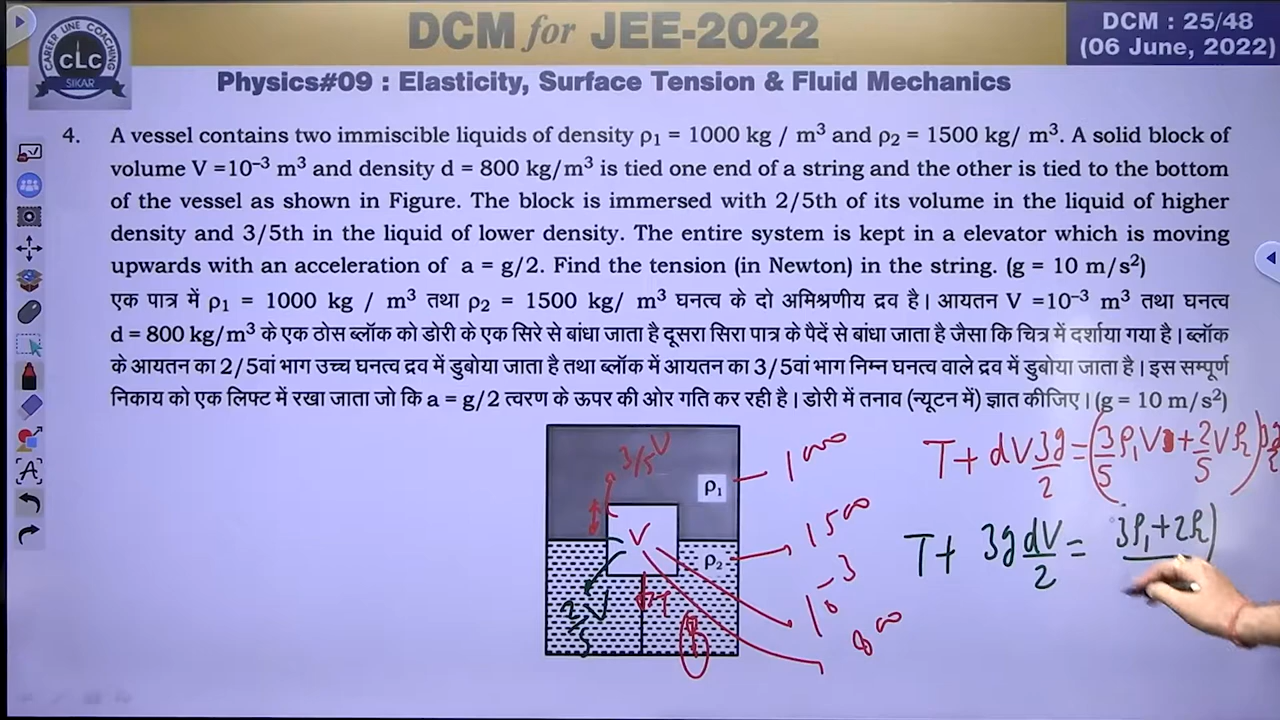 DCM for JEE-2022
DCM : 25/48
(06 June, 2022)
CAREER LINE COACHING
CLC
SIKAR
Physics#09 : Elasticity, Surface Tension & Fluid Mechanics
4. A vessel contains two immiscible liquids of density ρ₁ = 1000 kg / m³ and ρ₂ = 1500 kg/ m³. A solid block of
volume V =10⁻³ m³ and density d = 800 kg/m³ is tied one end of a string and the other is tied to the bottom
of the vessel as shown in Figure. The block is immersed with 2/5th of its volume in the liquid of higher
density and 3/5th in the liquid of lower density. The entire system is kept in a elevator which is moving
upwards with an acceleration of a = g/2. Find the tension (in Newton) in the string. (g = 10 m/s²)
एक पात्र में ρ₁ = 1000 kg / m³ तथा ρ₂ = 1500 kg/ m³ घनत्व के दो अमिश्रणीय द्रव है। आयतन V =10⁻³ m³ तथा घनत्व
d = 800 kg/m³ के एक ठोस ब्लॉक को डोरी के एक सिरे से बांधा जाता है दूसरा सिरा पात्र के पैदें से बांधा जाता है जैसा कि चित्र में दर्शाया गया है। ब्लॉक
के आयतन का 2/5वां भाग उच्च घनत्व द्रव में डुबोया जाता है तथा ब्लॉक में आयतन का 3/5वां भाग निम्न घनत्व वाले द्रव में डुबोया जाता है। इस सम्पूर्ण
निकाय को एक लिफ्ट में रखा जाता जो कि a = g/2 त्वरण के ऊपर की ओर गति कर रही है। डोरी में तनाव (न्यूटन में) ज्ञात कीजिए। (g = 10 m/s²)
3/5 V
ρ₁
1000
V
ρ₂
1500
10⁻³
800
2/5 V
T
T + dV 3g/2 = (3/5 ρ₁V + 2/5 Vρ₂) 3g/2
T + 3g dV/2 = 3ρ₁ + 2ρ₂)